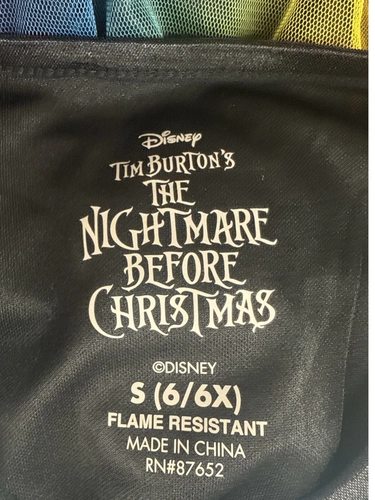 Disney
TIM BURTON'S
THE
NIGHTMARE
BEFORE
CHRISTMAS
©DISNEY
S (6/6X)
FLAME RESISTANT
MADE IN CHINA
RN#87652